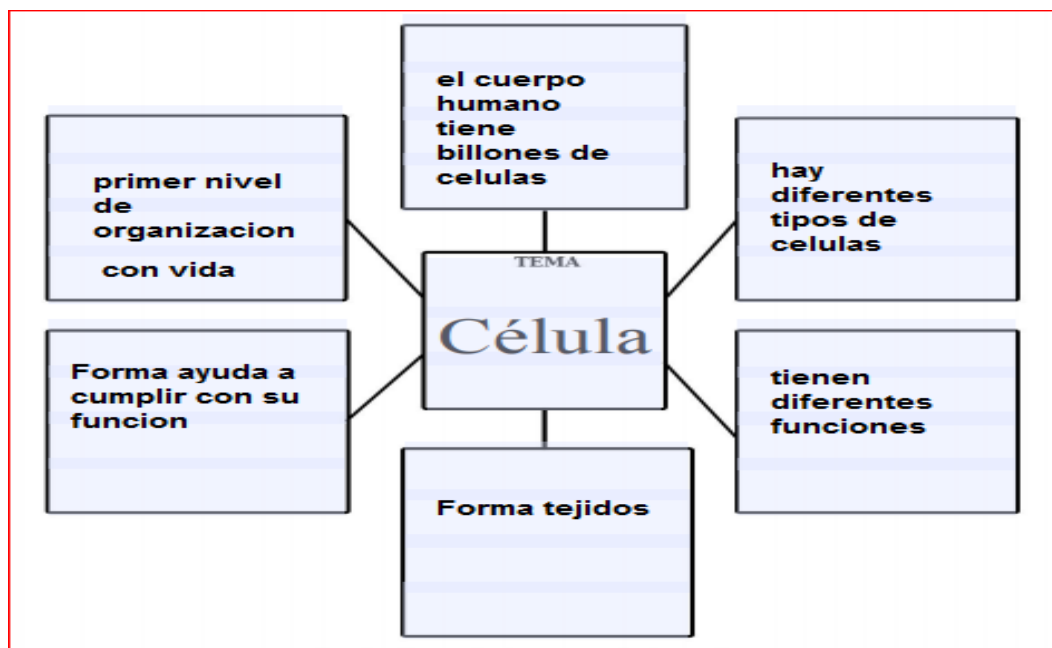 el cuerpo
humano
tiene
billones de
celulas
primer nivel
de
organizacion
con vida
hay
diferentes
tipos de
celulas
TEMA
Célula
Forma ayuda a
cumplir con su
funcion
tienen
diferentes
funciones
Forma tejidos